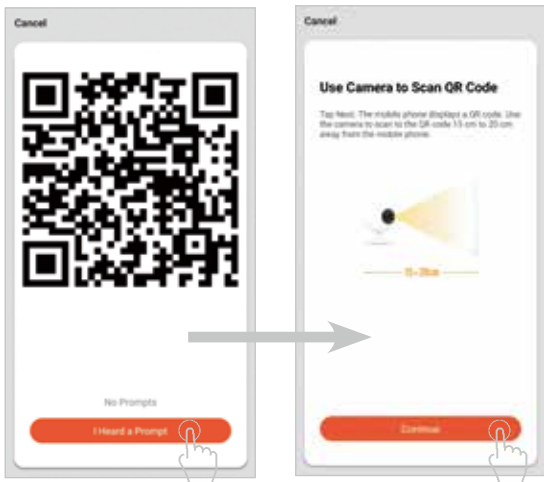 Cancel
No Prompts
I Heard a Prompt
Cancel
Use Camera to Scan QR Code
Tap Next. The mobile phone displays a QR code. Use
the camera to scan to the QR code 15 cm to 20 cm
away from the mobile phone.
15-20cm
Continue